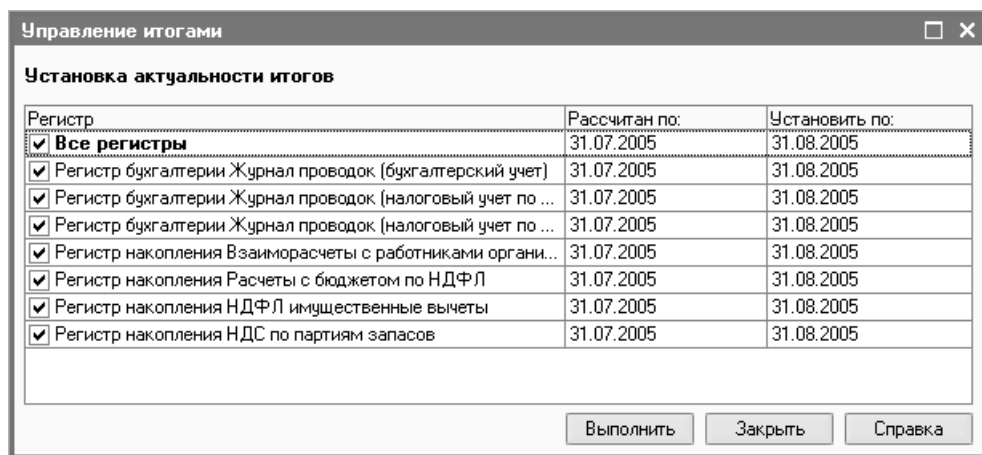 Управление итогами
Установка актуальности итогов
Регистр Рассчитан по: Установить по:
Все регистры 31.07.2005 31.08.2005
Регистр бухгалтерии Журнал проводок (бухгалтерский учет) 31.07.2005 31.08.2005
Регистр бухгалтерии Журнал проводок (налоговый учет по ... 31.07.2005 31.08.2005
Регистр бухгалтерии Журнал проводок (налоговый учет по ... 31.07.2005 31.08.2005
Регистр накопления Взаиморасчеты с работниками органи... 31.07.2005 31.08.2005
Регистр накопления Расчеты с бюджетом по НДФЛ 31.07.2005 31.08.2005
Регистр накопления НДФЛ имущественные вычеты 31.07.2005 31.08.2005
Регистр накопления НДС по партиям запасов 31.07.2005 31.08.2005
Выполнить Закрыть Справка